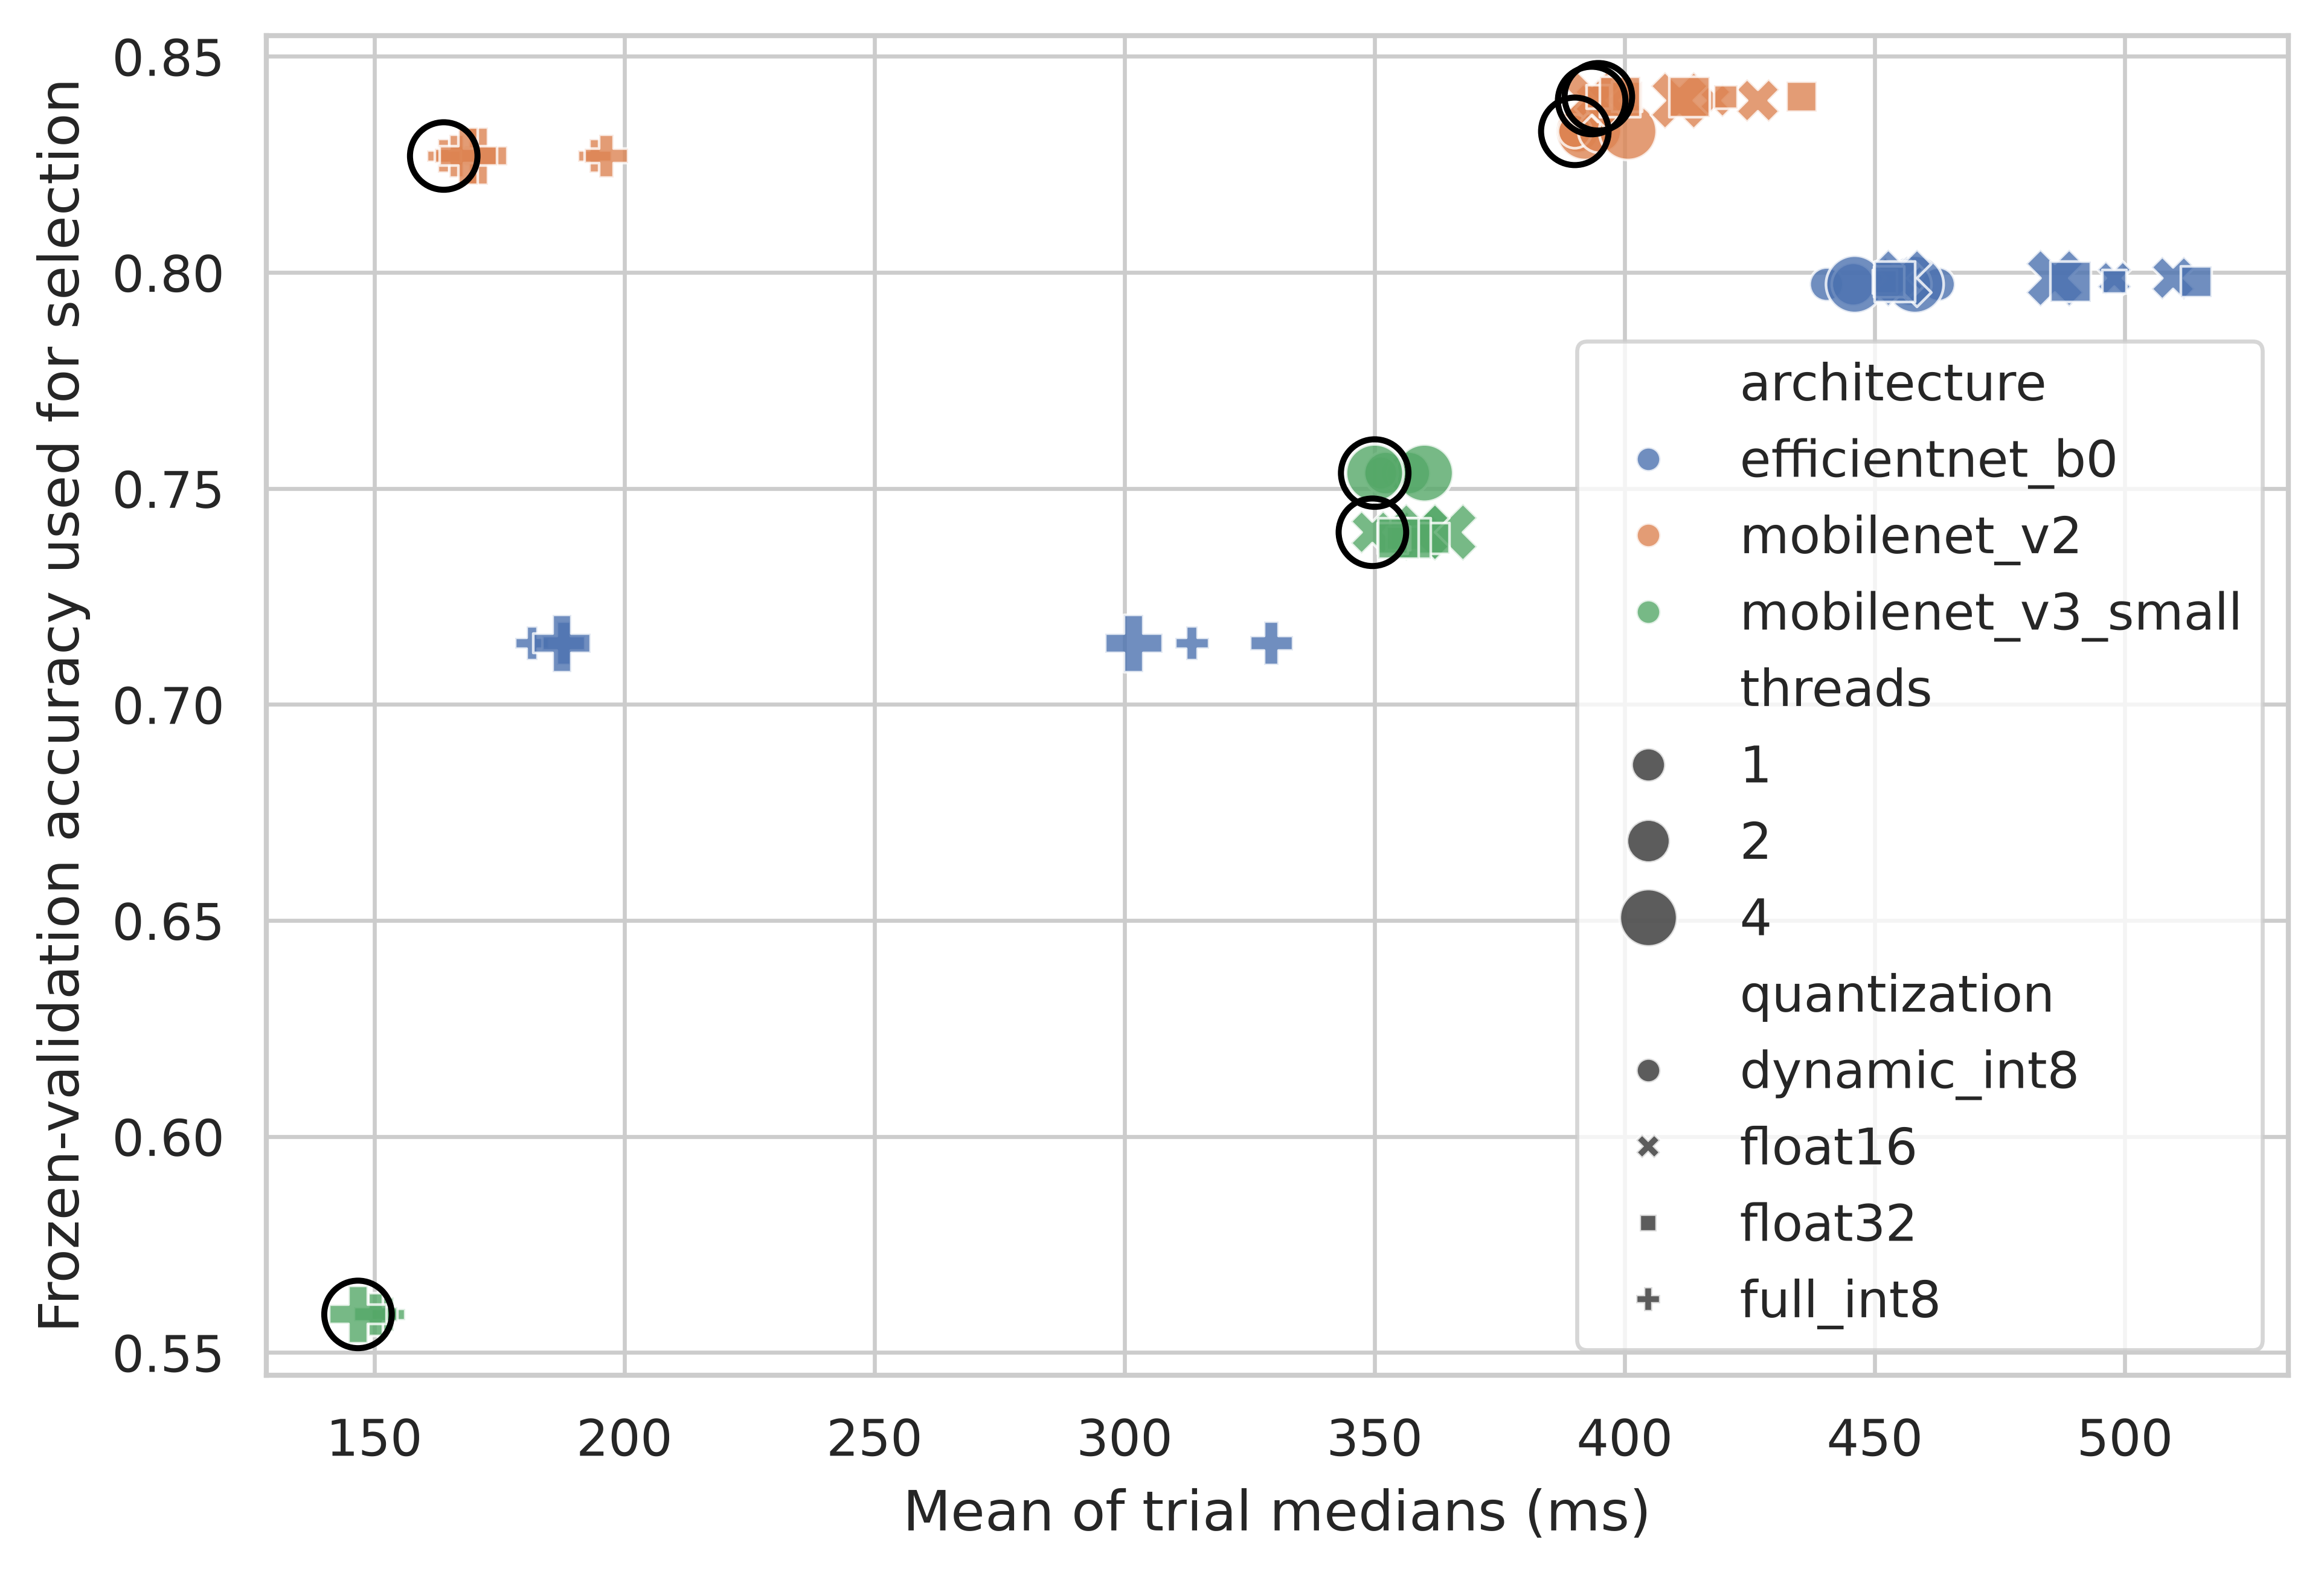 Frozen-validation accuracy used for selection
0.85
0.80
0.75
0.70
0.65
0.60
0.55
architecture
efficientnet_b0
mobilenet_v2
mobilenet_v3_small
threads
1
2
4
quantization
dynamic_int8
float16
float32
full_int8
150 200 250 300 350 400 450 500
Mean of trial medians (ms)